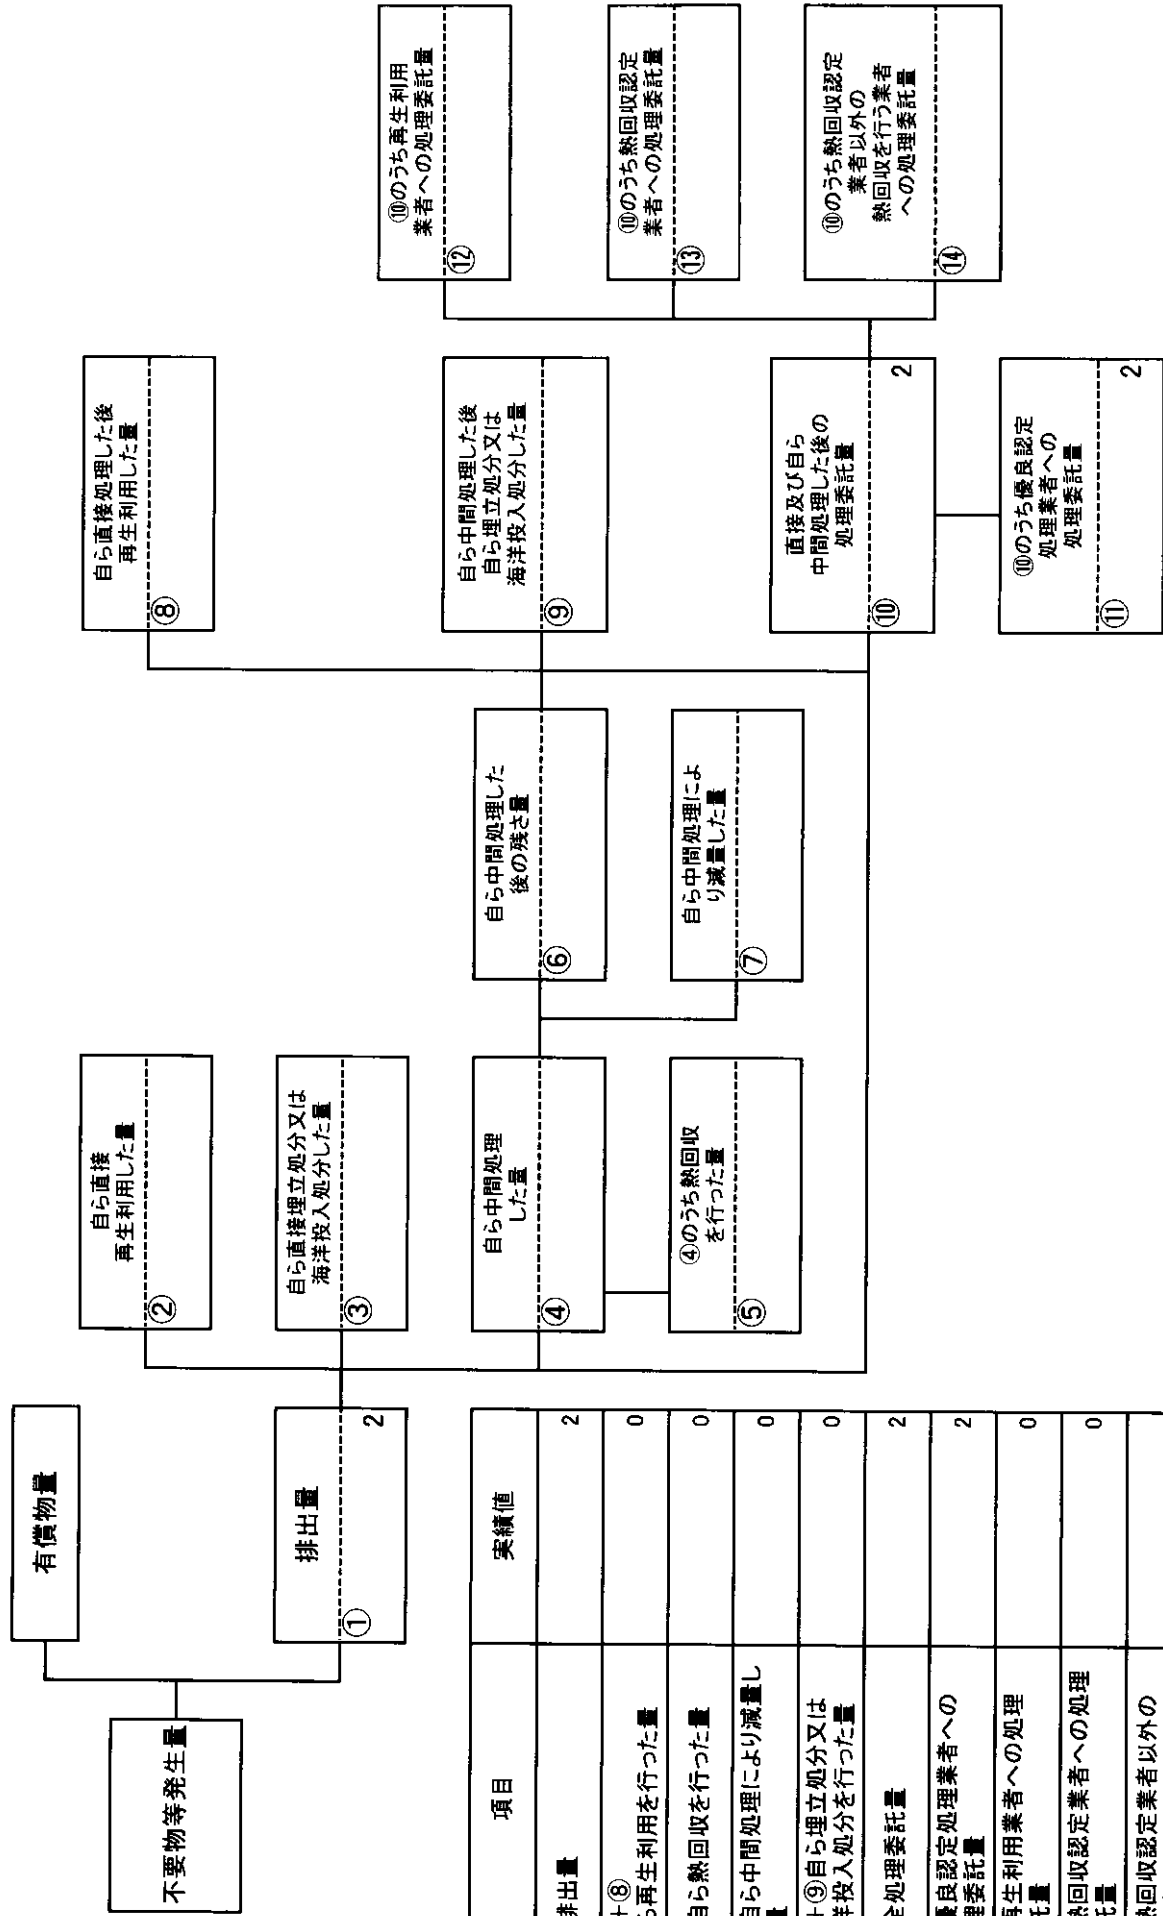 不要物等発生量
有償物量
排出量
①
2
自ら直接
再生利用した量
②
自ら直接埋立処分又は
海洋投入処分した量
③
自ら中間処理
した量
④
④のうち熱回収
を行った量
⑤
自ら中間処理した
後の残さ量
⑥
自ら中間処理によ
り減量した量
⑦
自ら直接処理した後
再生利用した量
⑧
自ら中間処理した後
自ら埋立処分又は
海洋投入処分した量
⑨
直接及び自ら
中間処理した後の
処理委託量
⑩
2
⑩のうち優良認定
処理業者への
処理委託量
⑪
2
⑩のうち再生利用
業者への処理委託量
⑫
⑩のうち熱回収認定
業者への処理委託量
⑬
⑩のうち熱回収認定
業者以外の
熱回収を行う業者
への処理委託量
⑭
項目
実績値
排出量
2
+⑧
再生利用を行った量
0
自ら熱回収を行った量
0
自ら中間処理により減量し
0
+⑨自ら埋立処分又は
洋投入処分を行った量
0
処理委託量
2
良認定処理業者への
理委託量
2
生利用業者への処理
託量
0
熱回収認定業者への処理
託量
0
回収認定業者以外の